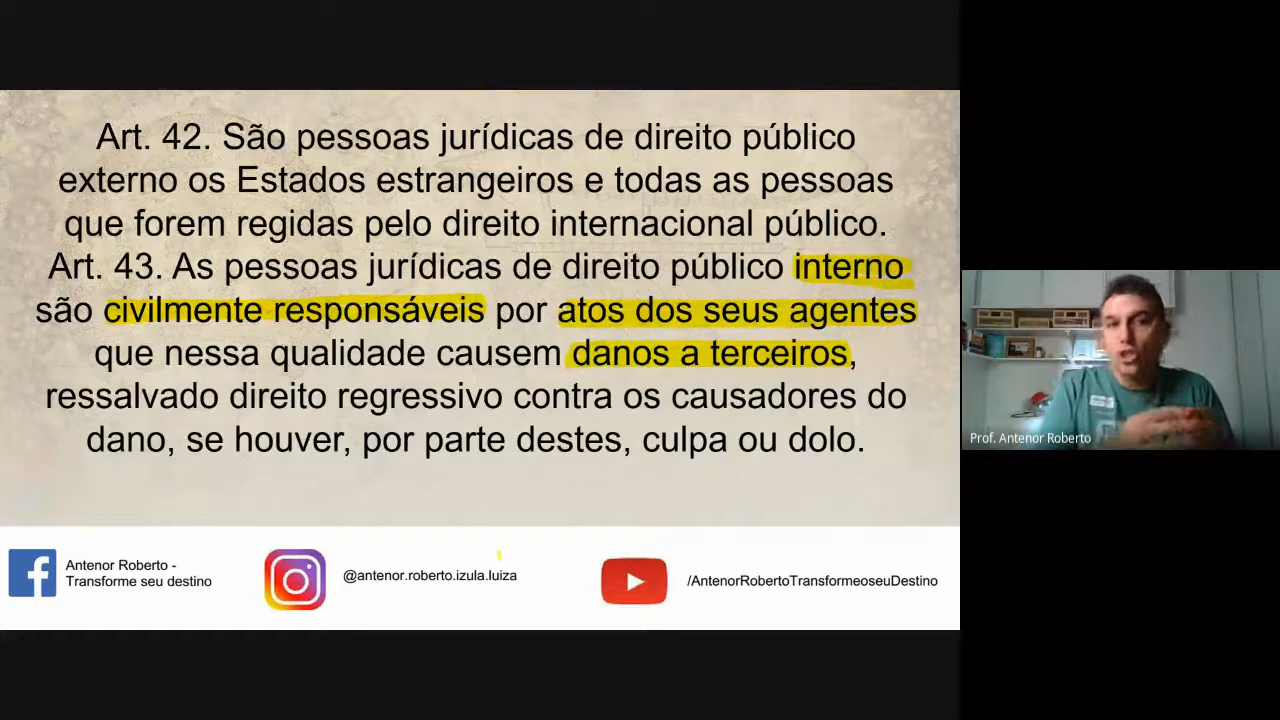 Art. 42. São pessoas jurídicas de direito público
externo os Estados estrangeiros e todas as pessoas
que forem regidas pelo direito internacional público.
Art. 43. As pessoas jurídicas de direito público interno
são civilmente responsáveis por atos dos seus agentes
que nessa qualidade causem danos a terceiros,
ressalvado direito regressivo contra os causadores do
dano, se houver, por parte destes, culpa ou dolo.
Prof. Antenor Roberto
Antenor Roberto -
Transforme seu destino
@antenor.roberto.izula.luiza
/AntenorRobertoTransformeoseuDestino